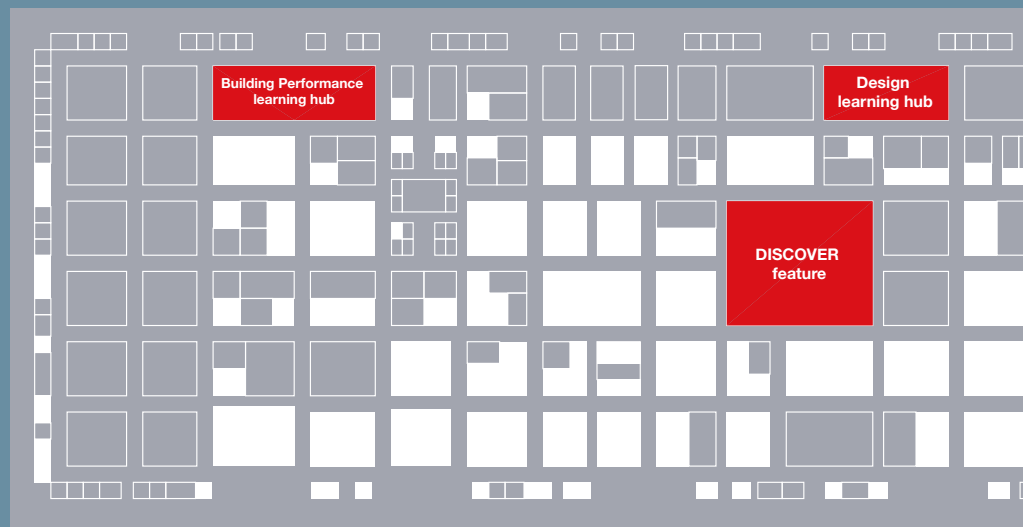 Building Performance
learning hub
Design
learning hub
DISCOVER
feature